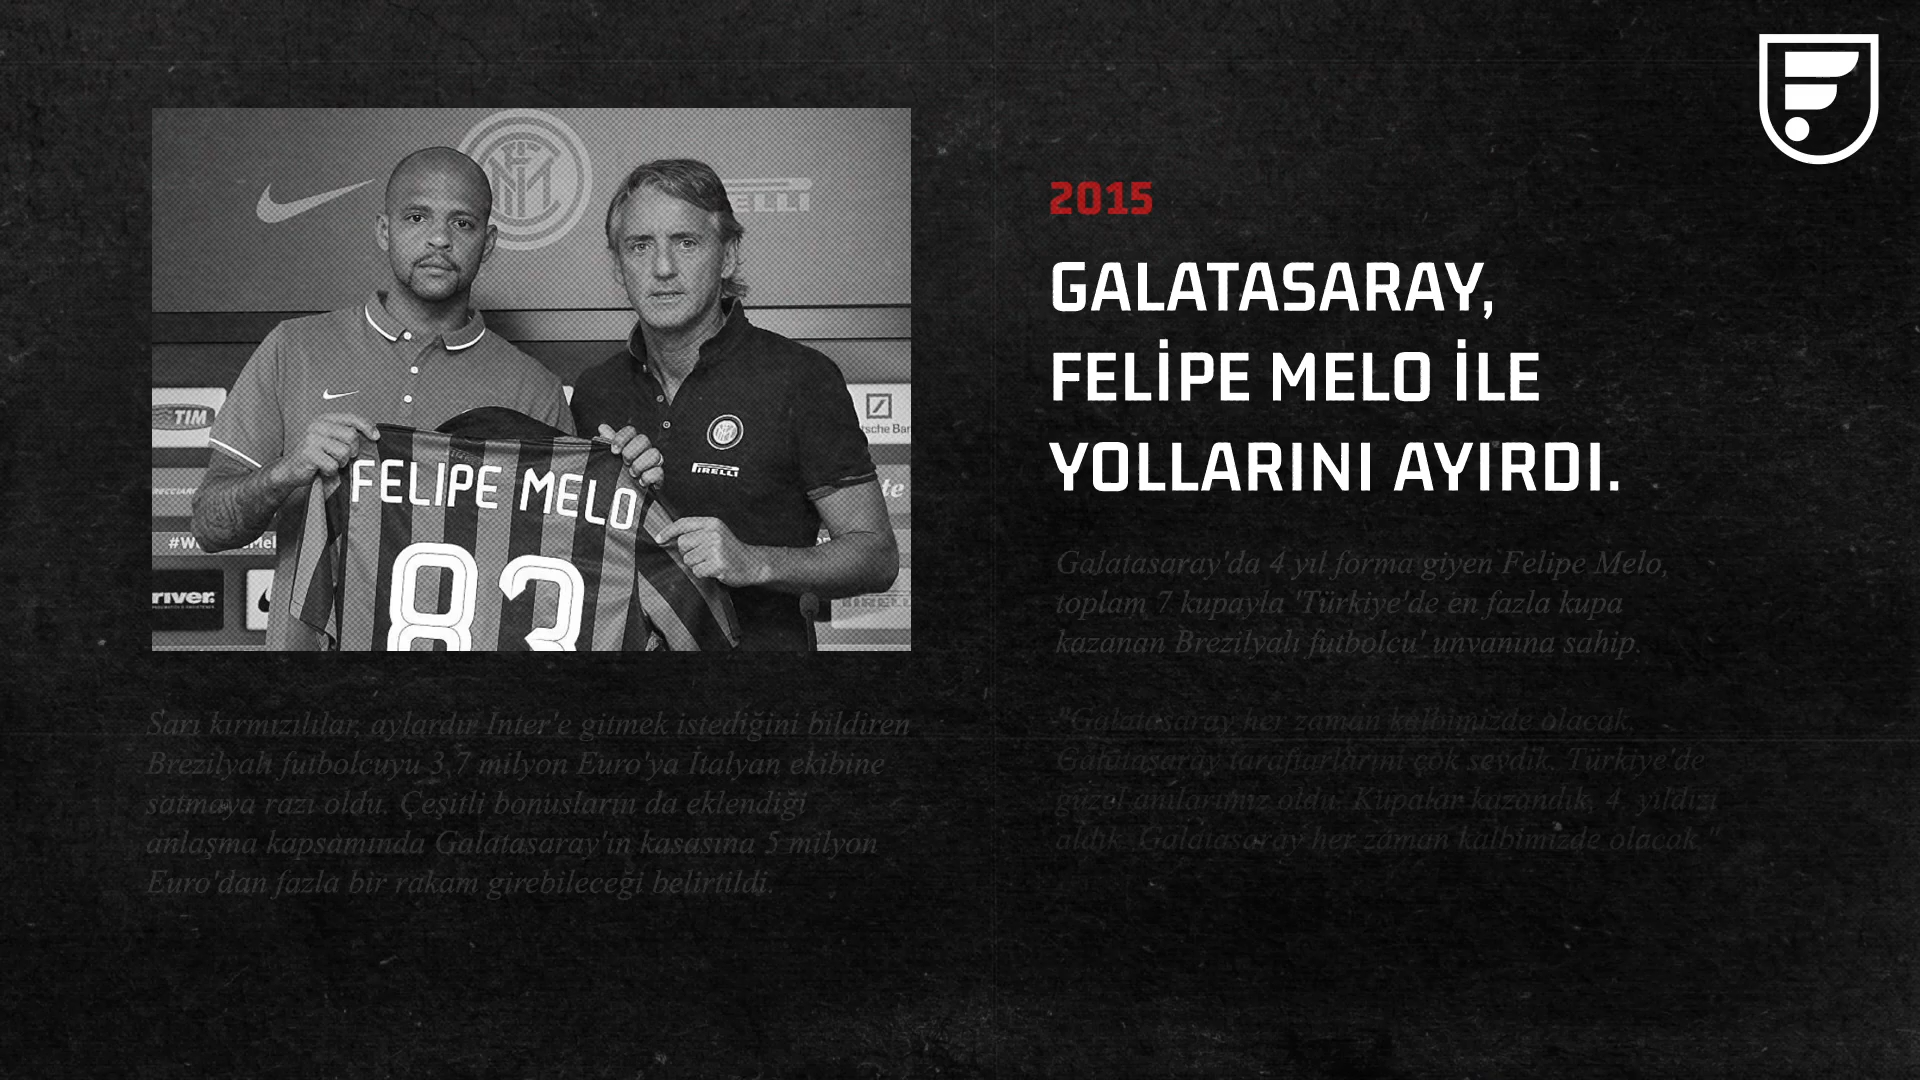 PIRELLI
TIM
Deutsche Ban
PIRELLI
FELIPE MELO
83
driver
2015
GALATASARAY,
FELİPE MELO İLE
YOLLARINI AYIRDI.
Galatasaray'da 4 yıl forma giyen Felipe Melo,
toplam 7 kupayla 'Türkiye'de en fazla kupa
kazanan Brezilyalı futbolcu' unvanına sahip.
Sarı kırmızılılar, aylardır Inter'e gitmek istediğini bildiren
Brezilyalı futbolcuyu 3,7 milyon Euro'ya İtalyan ekibine
satmaya razı oldu. Çeşitli bonusların da eklendiği
anlaşma kapsamında Galatasaray'ın kasasına 5 milyon
Euro'dan fazla bir rakam girebileceği belirtildi.
"Galatasaray her zaman kalbimizde olacak.
Galatasaray taraftarlarını çok sevdik. Türkiye'de
güzel anılarımız oldu. Kupalar kazandık, 4. yıldızı
aldık. Galatasaray her zaman kalbimizde olacak."